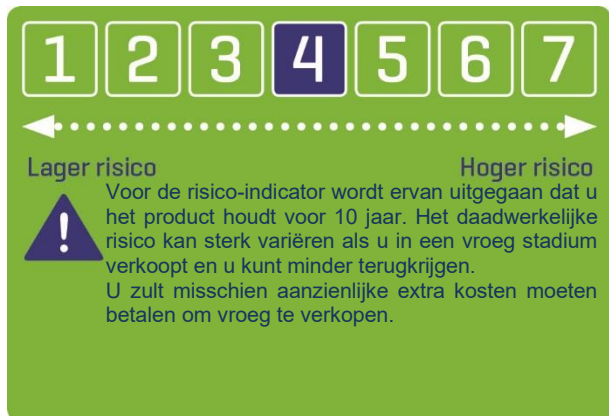 1 2 3 4 5 6 7
Lager risico Hoger risico
Voor de risico-indicator wordt ervan uitgegaan dat u
het product houdt voor 10 jaar. Het daadwerkelijke
risico kan sterk variëren als u in een vroeg stadium
verkoopt en u kunt minder terugkrijgen.
U zult misschien aanzienlijke extra kosten moeten
betalen om vroeg te verkopen.